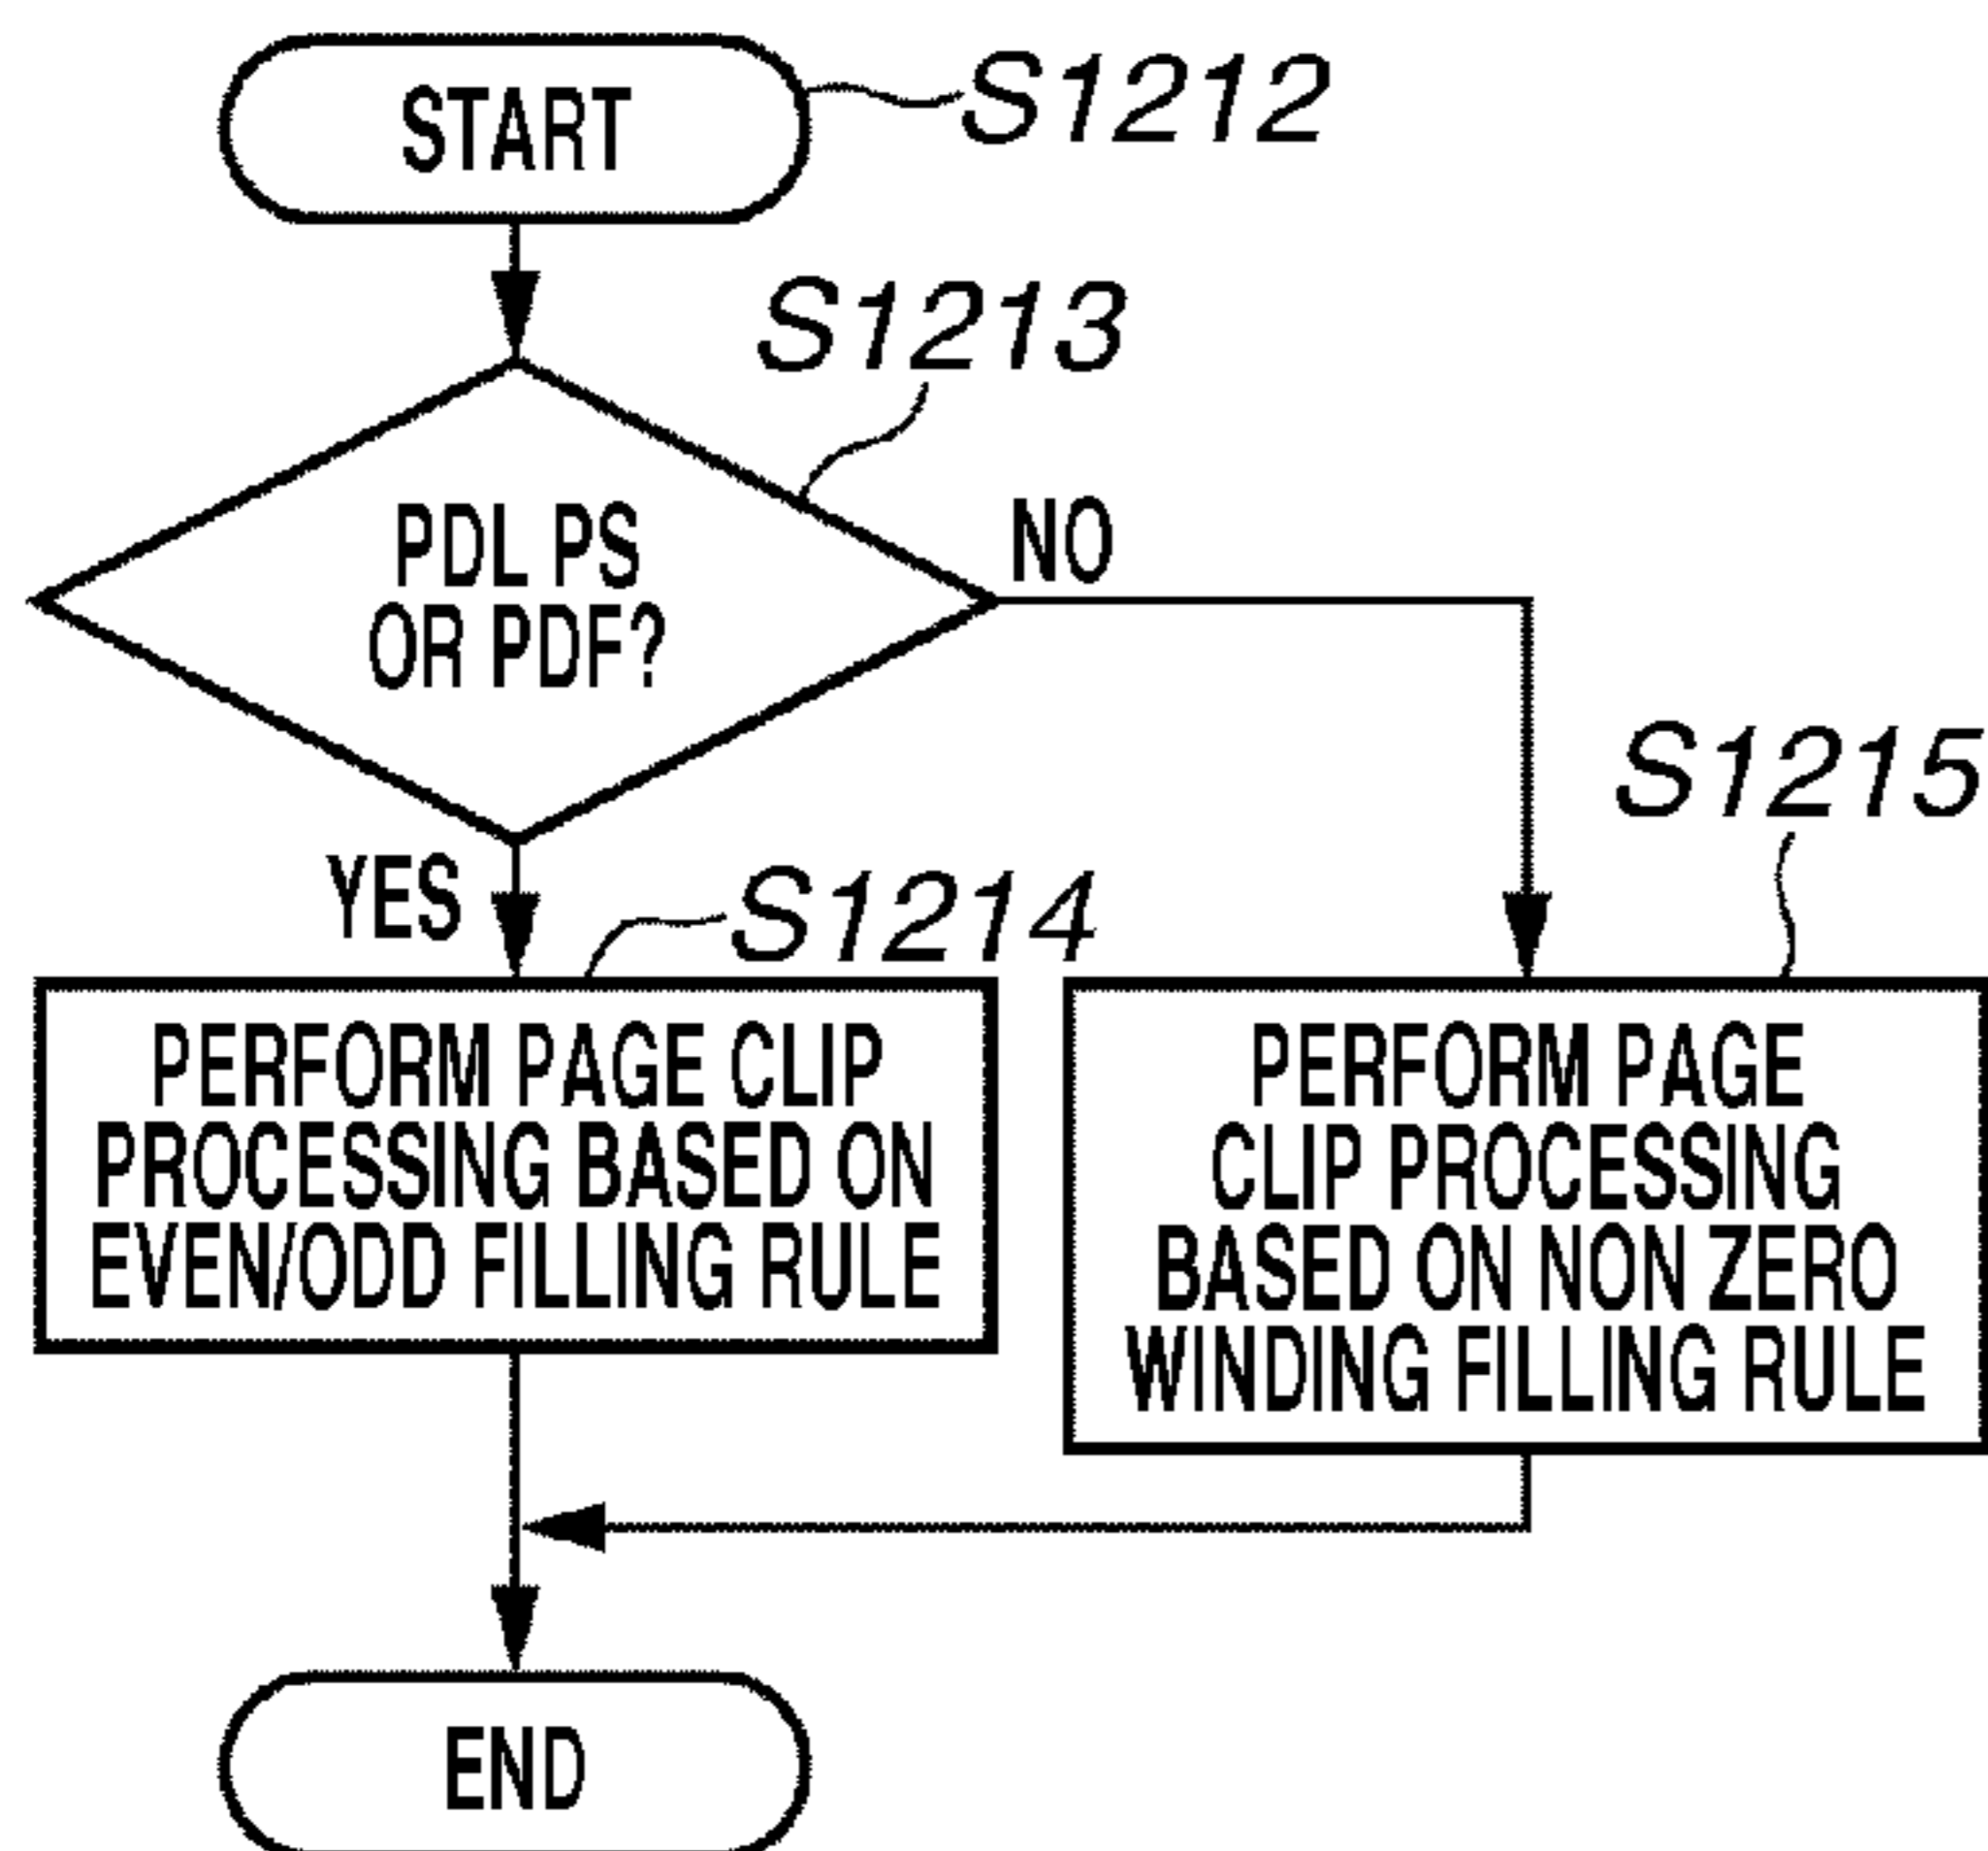 START
S1212
S1213
PDL PS
OR PDF?
NO
YES
S1214
S1215
PERFORM PAGE CLIP
PROCESSING BASED ON
EVEN/ODD FILLING RULE
PERFORM PAGE
CLIP PROCESSING
BASED ON NON ZERO
WINDING FILLING RULE
END